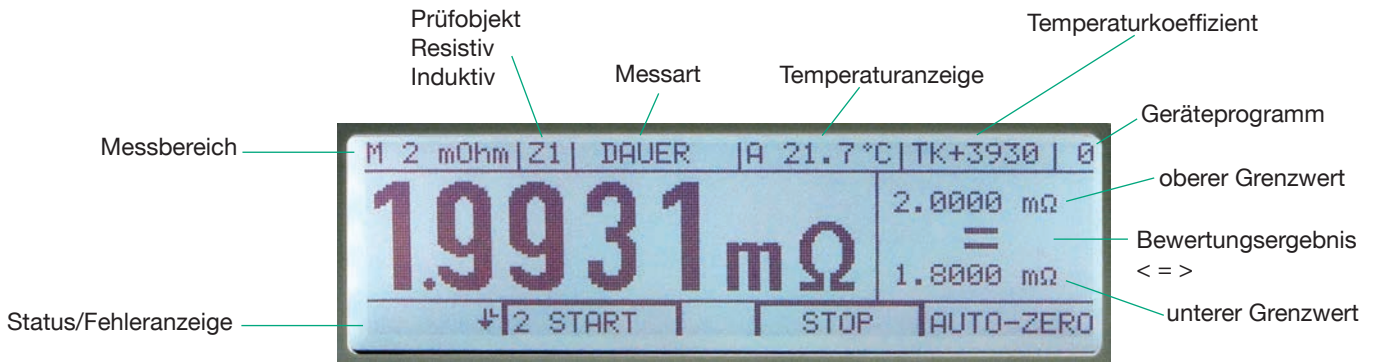 Prüfobjekt
Resistiv
Induktiv
Messart
Temperaturanzeige
Temperaturkoeffizient
Geräteprogramm
Messbereich
M 2 mOhm|Z1| DAUER |A 21.7°C|TK+3930 | 0
oberer Grenzwert
2.0000 mΩ
1.9931 mΩ
=
Bewertungsergebnis
< = >
1.8000 mΩ
unterer Grenzwert
Status/Fehleranzeige
2 START STOP AUTO-ZERO